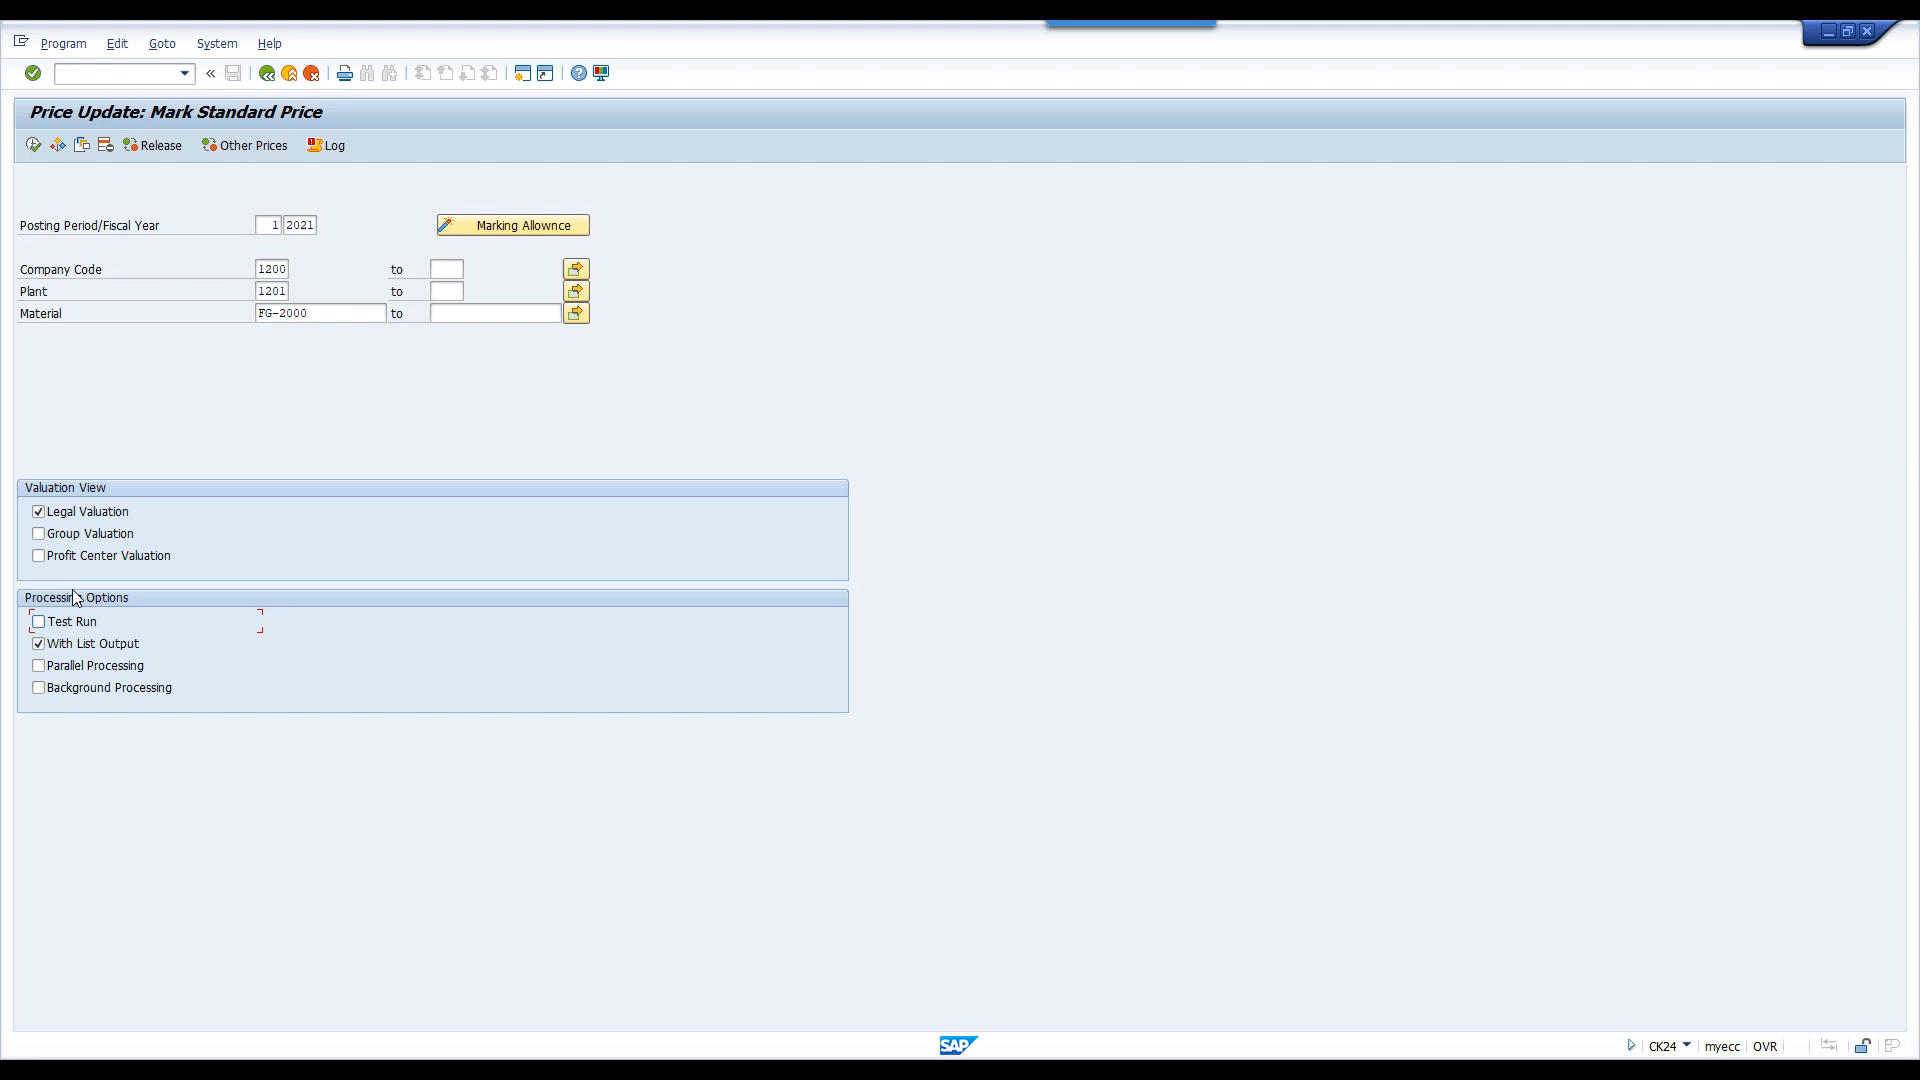 Program Edit Goto System Help
Price Update: Mark Standard Price
Release Other Prices Log
Posting Period/Fiscal Year 1 2021 Marking Allownce
Company Code 1200 to
Plant 1201 to
Material FG-2000 to
Valuation View
Legal Valuation
Group Valuation
Profit Center Valuation
Processing Options
Test Run
With List Output
Parallel Processing
Background Processing
SAP CK24 myecc OVR